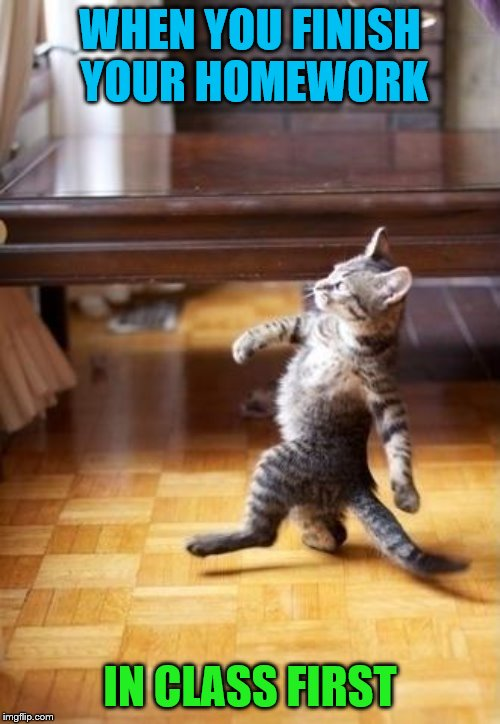 WHEN YOU FINISH
YOUR HOMEWORK
IN CLASS FIRST
imgflip.com